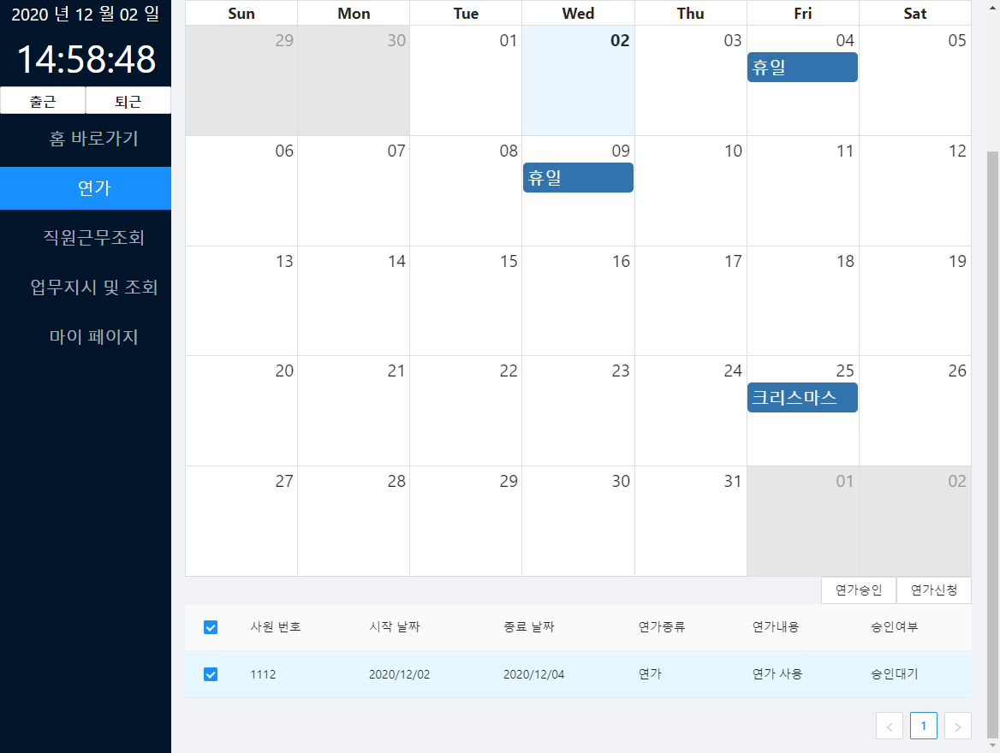 2020 년 12 월 02 일
14:58:48
출근 퇴근
홈 바로가기
연가
직원근무조회
업무지시 및 조회
마이 페이지
Sun Mon Tue Wed Thu Fri Sat
29 30 01 02 03 04 05
휴일
06 07 08 09 10 11 12
휴일
13 14 15 16 17 18 19
20 21 22 23 24 25 26
크리스마스
27 28 29 30 31 01 02
연가승인 연가신청
사원 번호 시작 날짜 종료 날짜 연가종류 연가내용 승인여부
1112 2020/12/02 2020/12/04 연가 연가 사용 승인대기
< 1 >